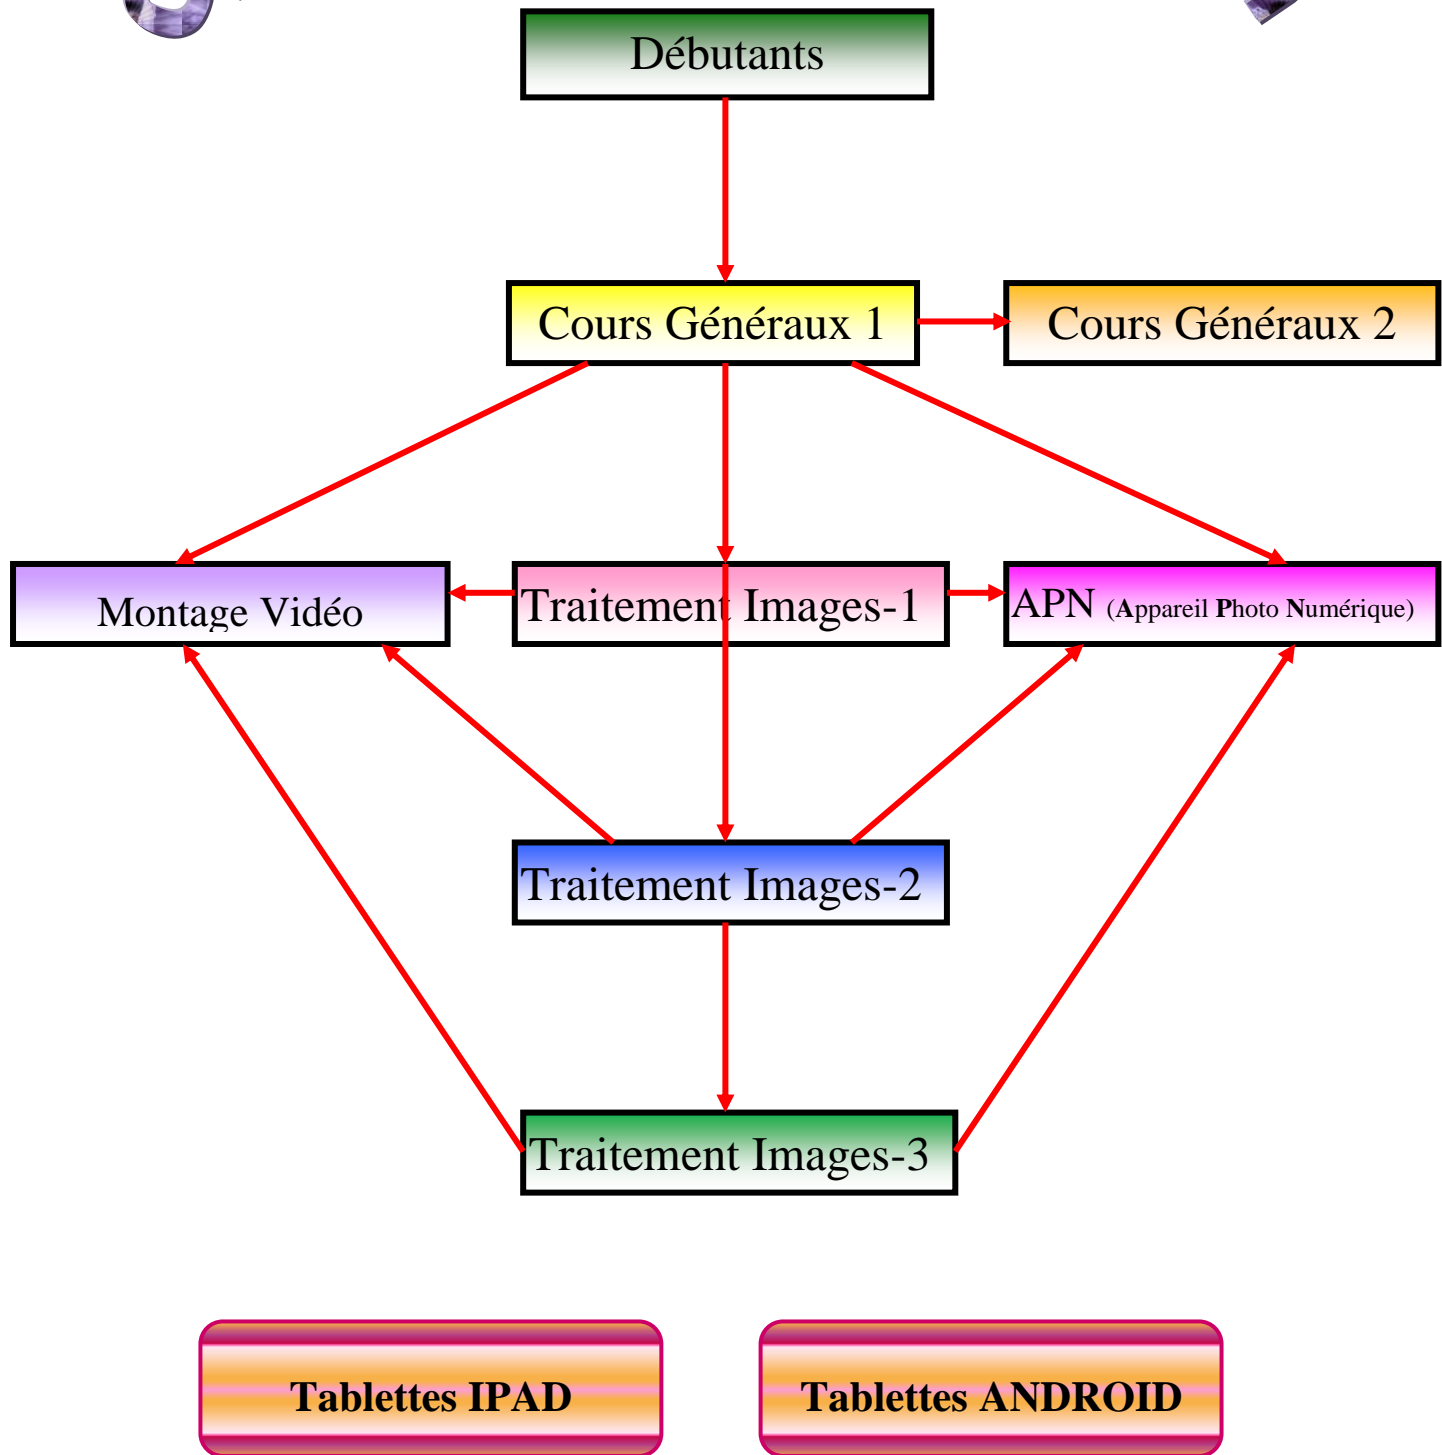 Débutants
Cours Généraux 1
Cours Généraux 2
Montage Vidéo
Traitement Images-1
APN (Appareil Photo Numérique)
Traitement Images-2
Traitement Images-3
Tablettes IPAD
Tablettes ANDROID